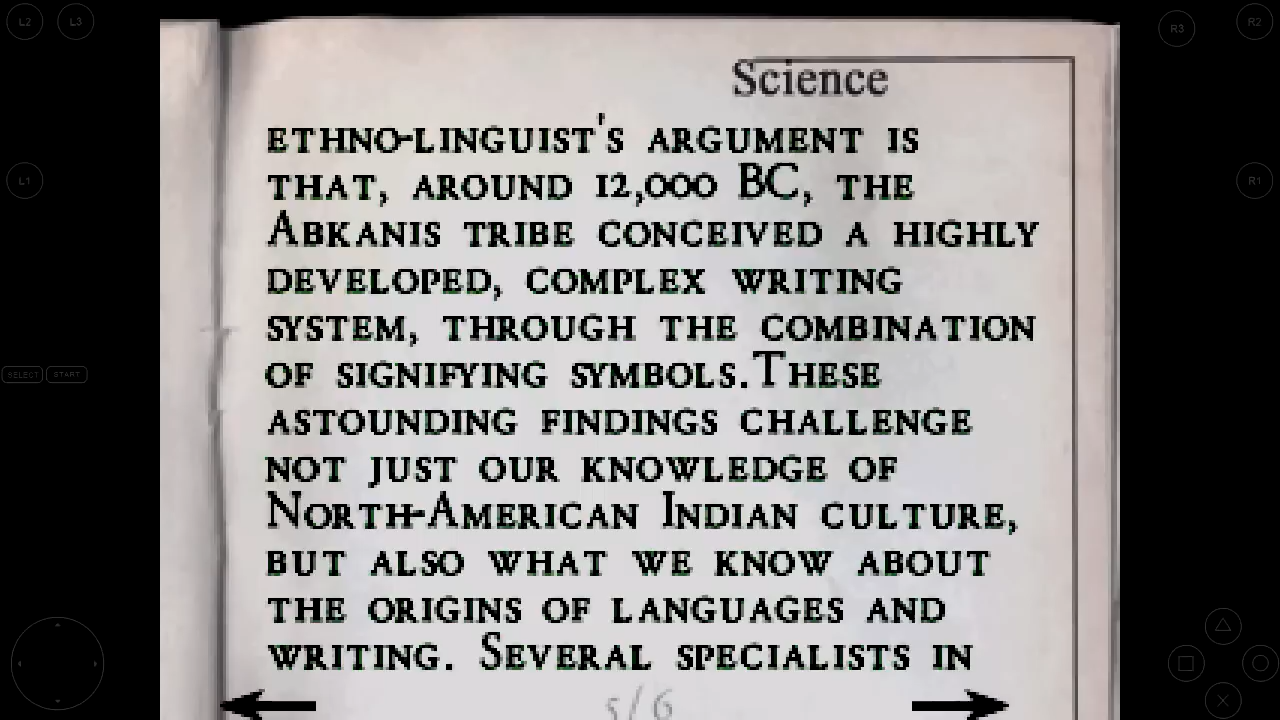 L2
L3
R3
R2
Science
ETHNO-LINGUIST'S ARGUMENT IS
THAT, AROUND 12,000 BC, THE
ABKANIS TRIBE CONCEIVED A HIGHLY
L1
R1
DEVELOPED, COMPLEX WRITING
SYSTEM, THROUGH THE COMBINATION
OF SIGNIFYING SYMBOLS.THESE
SELECT
START
ASTOUNDING FINDINGS CHALLENGE
NOT JUST OUR KNOWLEDGE OF
NORTH-AMERICAN INDIAN CULTURE,
BUT ALSO WHAT WE KNOW ABOUT
THE ORIGINS OF LANGUAGES AND
WRITING. SEVERAL SPECIALISTS IN
5/6